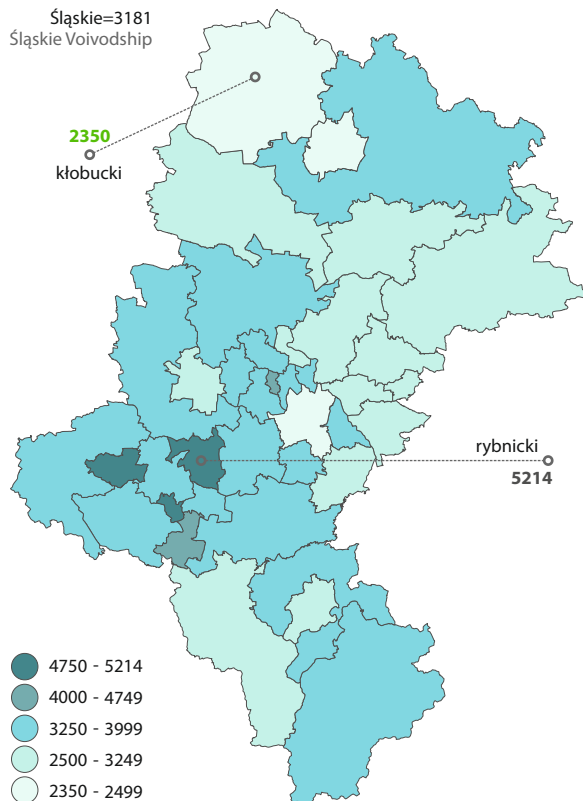 Śląskie=3181
Śląskie Voivodship
2350
kłobucki
rybnicki
5214
4750 - 5214
4000 - 4749
3250 - 3999
2500 - 3249
2350 - 2499